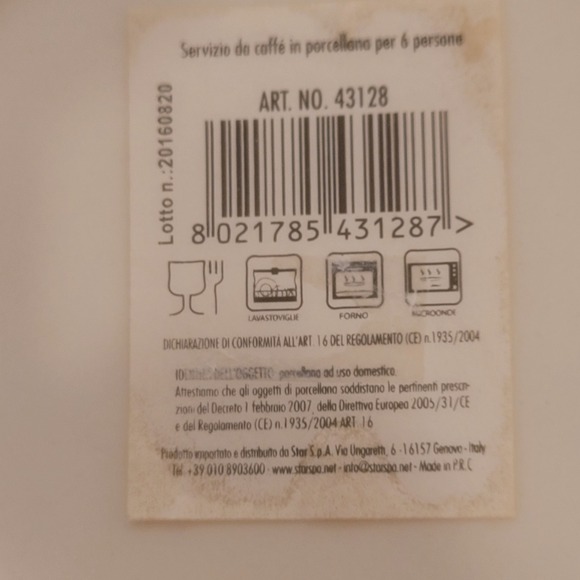 Servizio da caffé in porcellana per 6 persone
Lotto n.:20160820
ART. NO. 43128
8 021785 431287 >
LAVASTOVIGLIE
FORNO
MICROONDE
DICHIARAZIONE DI CONFORMITÀ ALL'ART. 16 DEL REGOLAMENTO (CE) n.1935/2004
DELL'OGGETTO: porcellana ad uso domestico.
Attestiamo che gli oggetti di porcellana soddistano le pertinenti prescri-
zioni del Decreto 1 febbraio 2007, della Direttiva Europea 2005/31/CE
e del Regolamento (CE) n.1935/2004 ART. 16
Prodotto importato e distribuito da Star S.p.A. Via Ungaretti, 6 -16157 Genova - Italy
Tel. +39 010 8903600 - www.starspa.net - info@starspa.net - Made in P.R.C